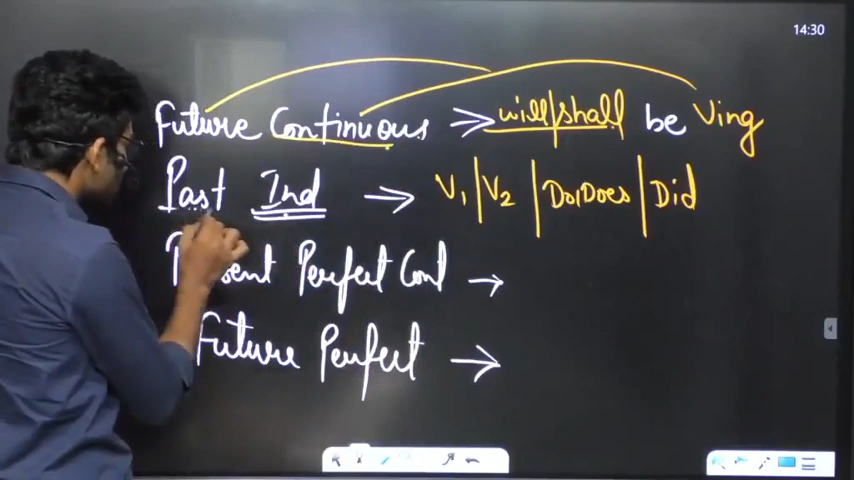 14:30
Future Continuous → will/shall be Ving
Past Ind → V1 | V2 | Do/Does | Did
Present Perfect Cont →
Future Perfect →